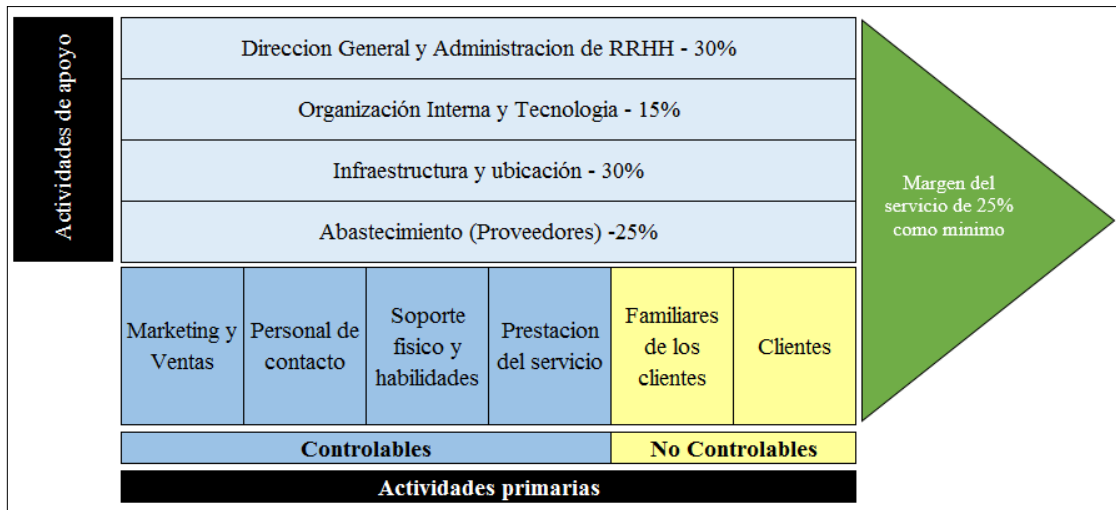 Actividades de apoyo
Direccion General y Administracion de RRHH - 30%
Organización Interna y Tecnologia - 15%
Infraestructura y ubicación - 30%
Abastecimiento (Proveedores) -25%
Marketing y
Ventas
Personal de
contacto
Soporte
fisico y
habilidades
Prestacion
del servicio
Familiares
de los
clientes
Clientes
Controlables
No Controlables
Actividades primarias
Margen del
servicio de 25%
como minimo